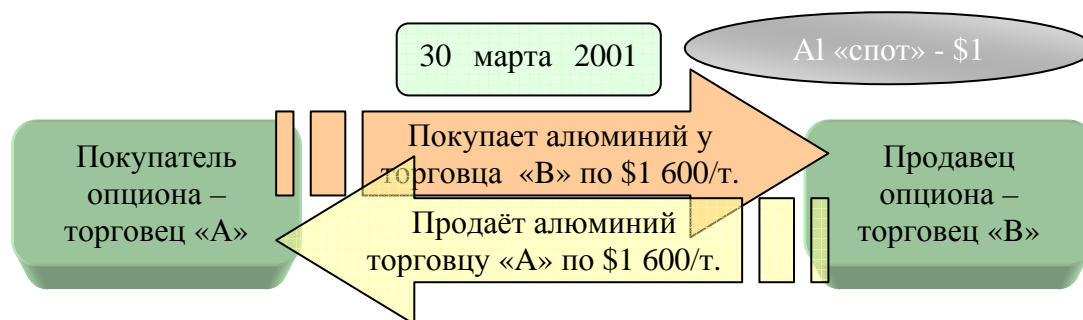 30 марта 2001
Al «спот» - $1
Покупатель
опциона –
торговец «А»
Покупает алюминий у
торговца «В» по $1 600/т.
Продаёт алюминий
торговцу «А» по $1 600/т.
Продавец
опциона –
торговец «В»